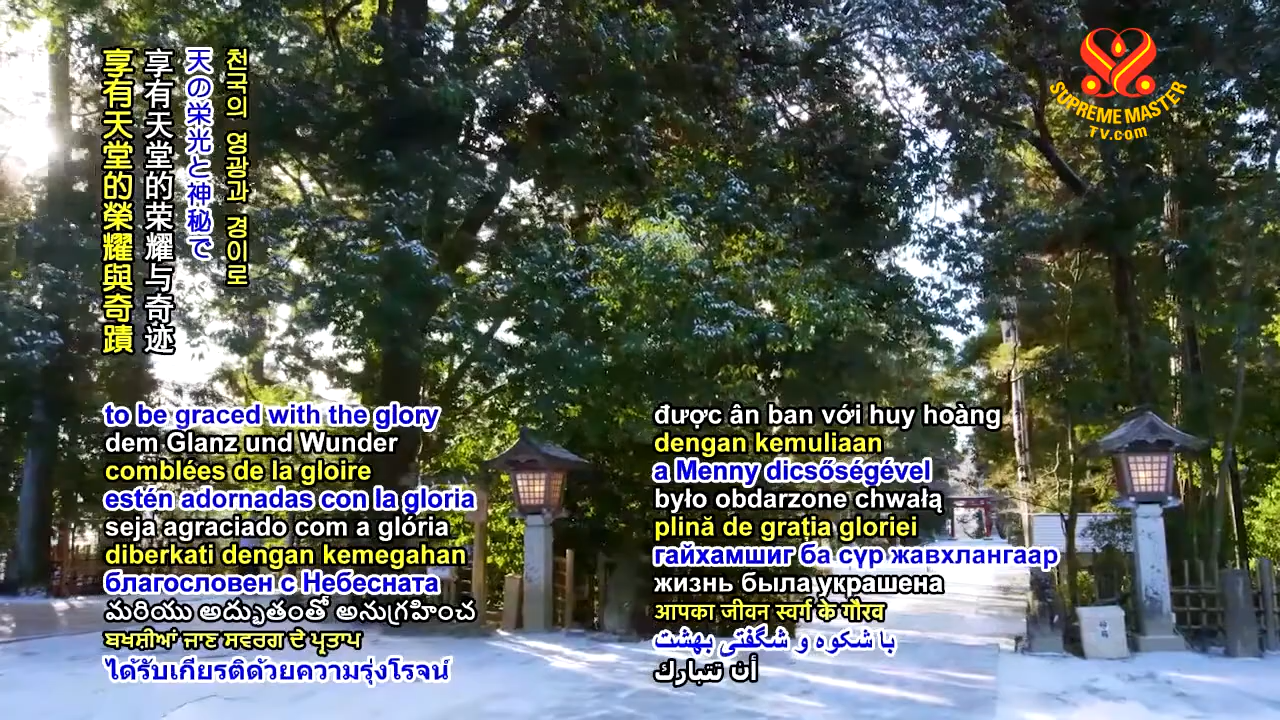 천국의 영광과 경이로
天の栄光と神秘で
享有天堂的荣耀与奇迹
享有天堂的榮耀與奇蹟
SUPREME MASTER
TV.com
to be graced with the glory
dem Glanz und Wunder
comblées de la gloire
estén adornadas con la gloria
seja agraciado com a glória
diberkati dengan kemegahan
благословен с Небесната
మరియు అద్భుతంతో అనుగ్రహించ
ਬਖਸ਼ੀਆਂ ਜਾਣ ਸਵਰਗ ਦੇ ਪ੍ਰਤਾਪ
ได้รับเกียรติด้วยความรุ่งโรจน์
được ân ban với huy hoàng
dengan kemuliaan
a Menny dicsőségével
było obdarzone chwałą
plină de grația gloriei
гайхамшиг ба сүр жавхлангаар
жизнь была украшена
आपका जीवन स्वर्ग के गौरव
با شکوه و شگفتی بهشت
أن تتبارك